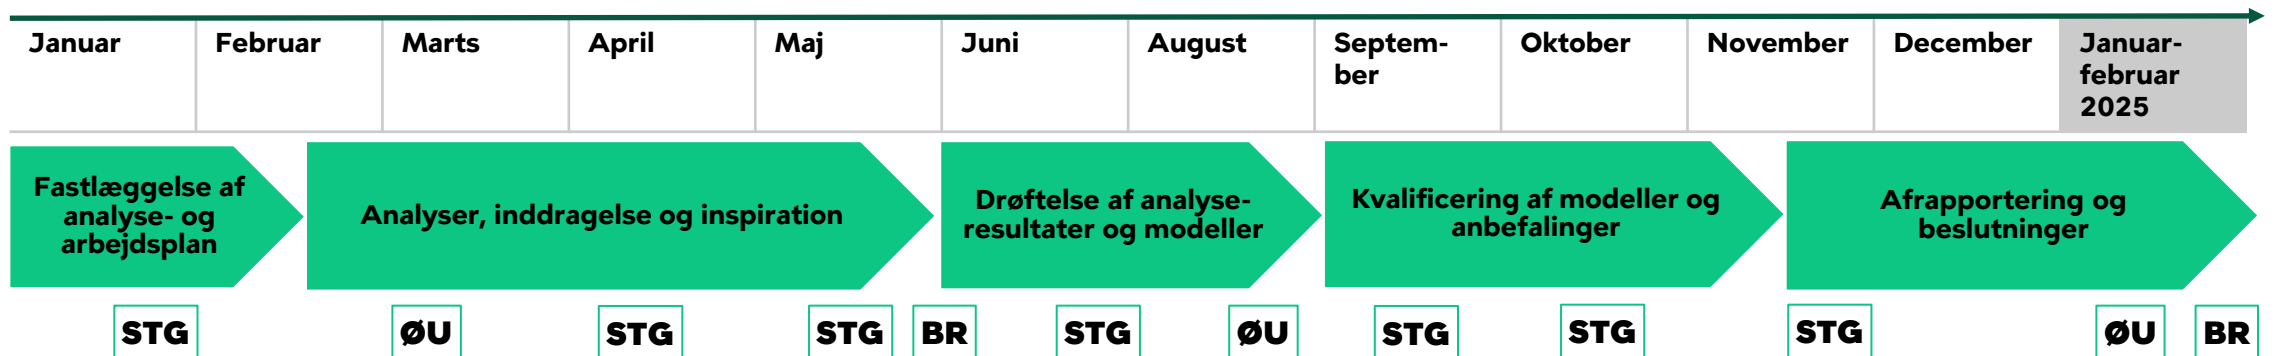 Januar
Februar
Marts
April
Maj
Juni
August
Septem-
ber
Oktober
November
December
Januar-
februar
2025
Fastlæggelse af
analyse- og
arbejdsplan
Analyser, inddragelse og inspiration
Drøftelse af analyse-
resultater og modeller
Kvalificering af modeller og
anbefalinger
Afrapportering og
beslutninger
STG
ØU
STG
STG
BR
STG
ØU
STG
STG
STG
ØU
BR